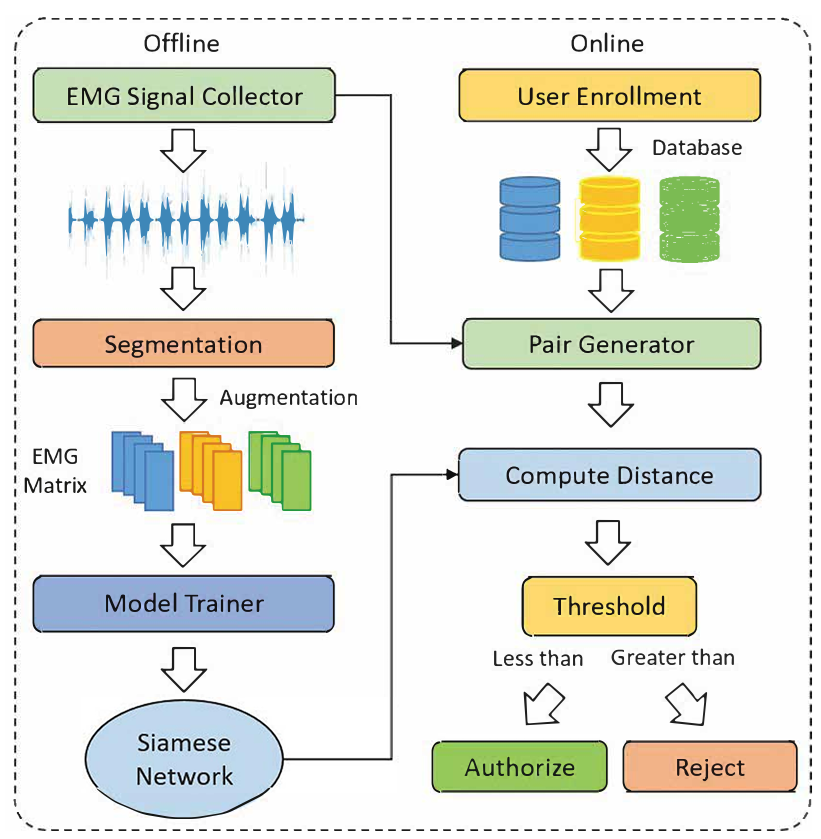 Offline
EMG Signal Collector
Segmentation
Augmentation
EMG
Matrix
Model Trainer
Siamese
Network
Online
User Enrollment
Database
Pair Generator
Compute Distance
Threshold
Less than
Greater than
Authorize
Reject